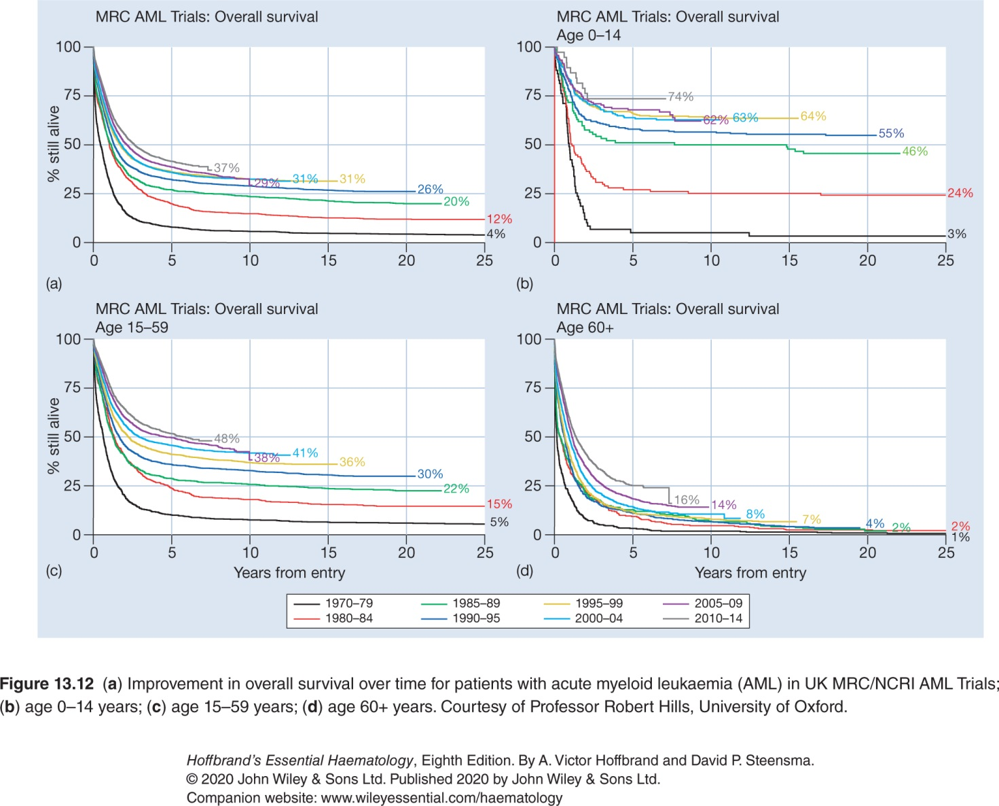 MRC AML Trials: Overall survival
100
75
50
25
0
% still alive
37%
29%
31%
31%
26%
20%
12%
4%
0 5 10 15 20 25
(a)
MRC AML Trials: Overall survival
Age 0–14
100
75
50
25
0
74%
62%
63%
64%
55%
46%
24%
3%
0 5 10 15 20 25
(b)
MRC AML Trials: Overall survival
Age 15–59
100
75
50
25
0
% still alive
48%
38%
41%
36%
30%
22%
15%
5%
0 5 10 15 20 25
(c)
Years from entry
MRC AML Trials: Overall survival
Age 60+
100
75
50
25
0
16%
14%
8%
7%
4%
2%
2%
1%
0 5 10 15 20 25
(d)
Years from entry
1970–79 1985–89 1995–99 2005–09
1980–84 1990–95 2000–04 2010–14
Figure 13.12 (a) Improvement in overall survival over time for patients with acute myeloid leukaemia (AML) in UK MRC/NCRI AML Trials;
(b) age 0–14 years; (c) age 15–59 years; (d) age 60+ years. Courtesy of Professor Robert Hills, University of Oxford.
Hoffbrand's Essential Haematology, Eighth Edition. By A. Victor Hoffbrand and David P. Steensma.
© 2020 John Wiley & Sons Ltd. Published 2020 by John Wiley & Sons Ltd.
Companion website: www.wileyessential.com/haematology